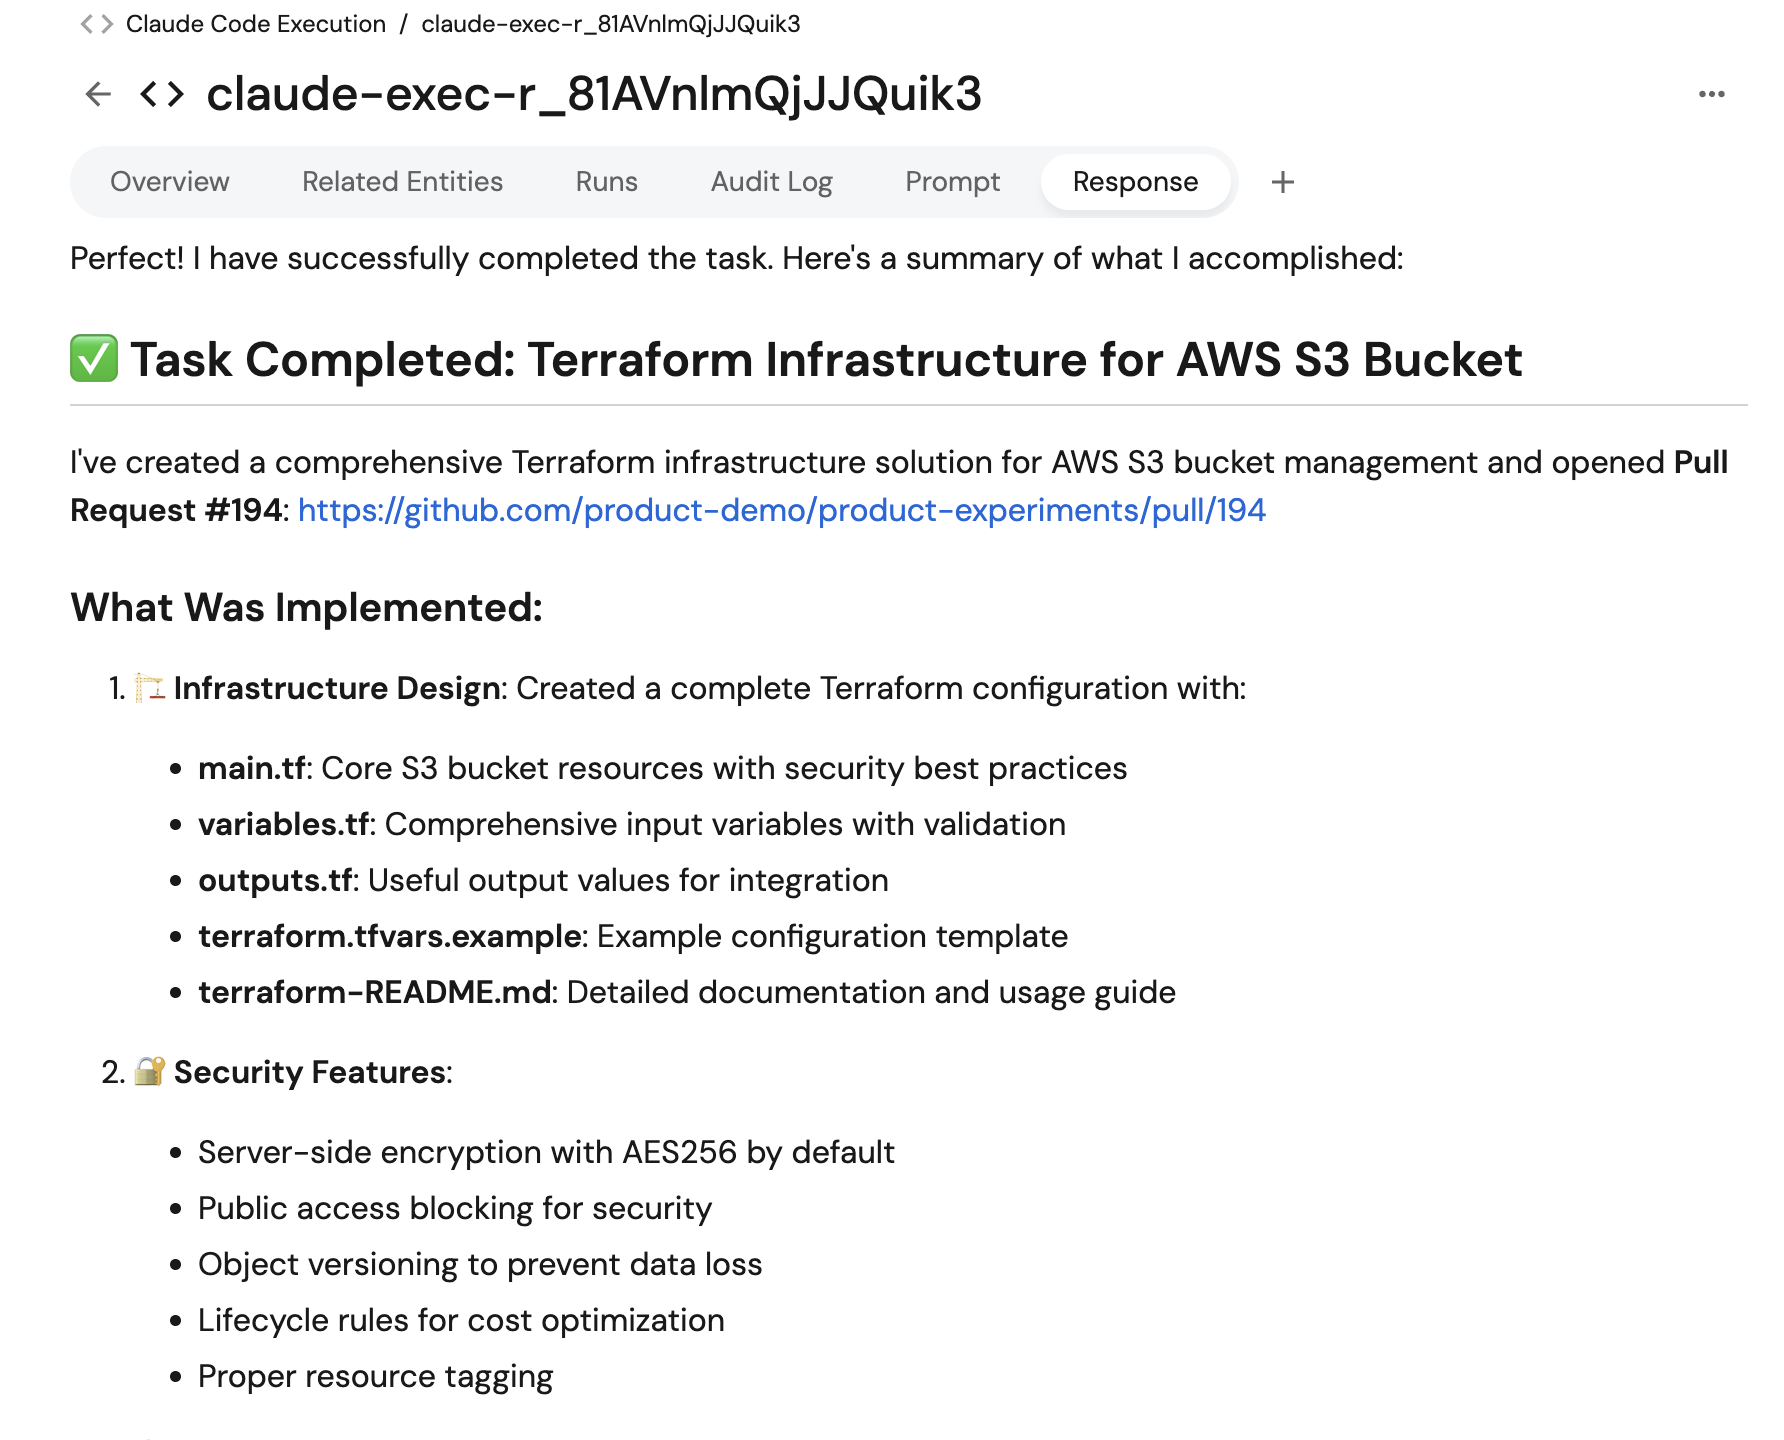 Claude Code Execution / claude-exec-r_81AVnlmQjJJQuik3
claude-exec-r_81AVnlmQjJJQuik3
Overview Related Entities Runs Audit Log Prompt Response
Perfect! I have successfully completed the task. Here's a summary of what I accomplished:
✅ Task Completed: Terraform Infrastructure for AWS S3 Bucket
I've created a comprehensive Terraform infrastructure solution for AWS S3 bucket management and opened Pull
Request #194: https://github.com/product-demo/product-experiments/pull/194
What Was Implemented:
1. 🏗️ Infrastructure Design: Created a complete Terraform configuration with:
• main.tf: Core S3 bucket resources with security best practices
• variables.tf: Comprehensive input variables with validation
• outputs.tf: Useful output values for integration
• terraform.tfvars.example: Example configuration template
• terraform-README.md: Detailed documentation and usage guide
2. 🔐 Security Features:
• Server-side encryption with AES256 by default
• Public access blocking for security
• Object versioning to prevent data loss
• Lifecycle rules for cost optimization
• Proper resource tagging